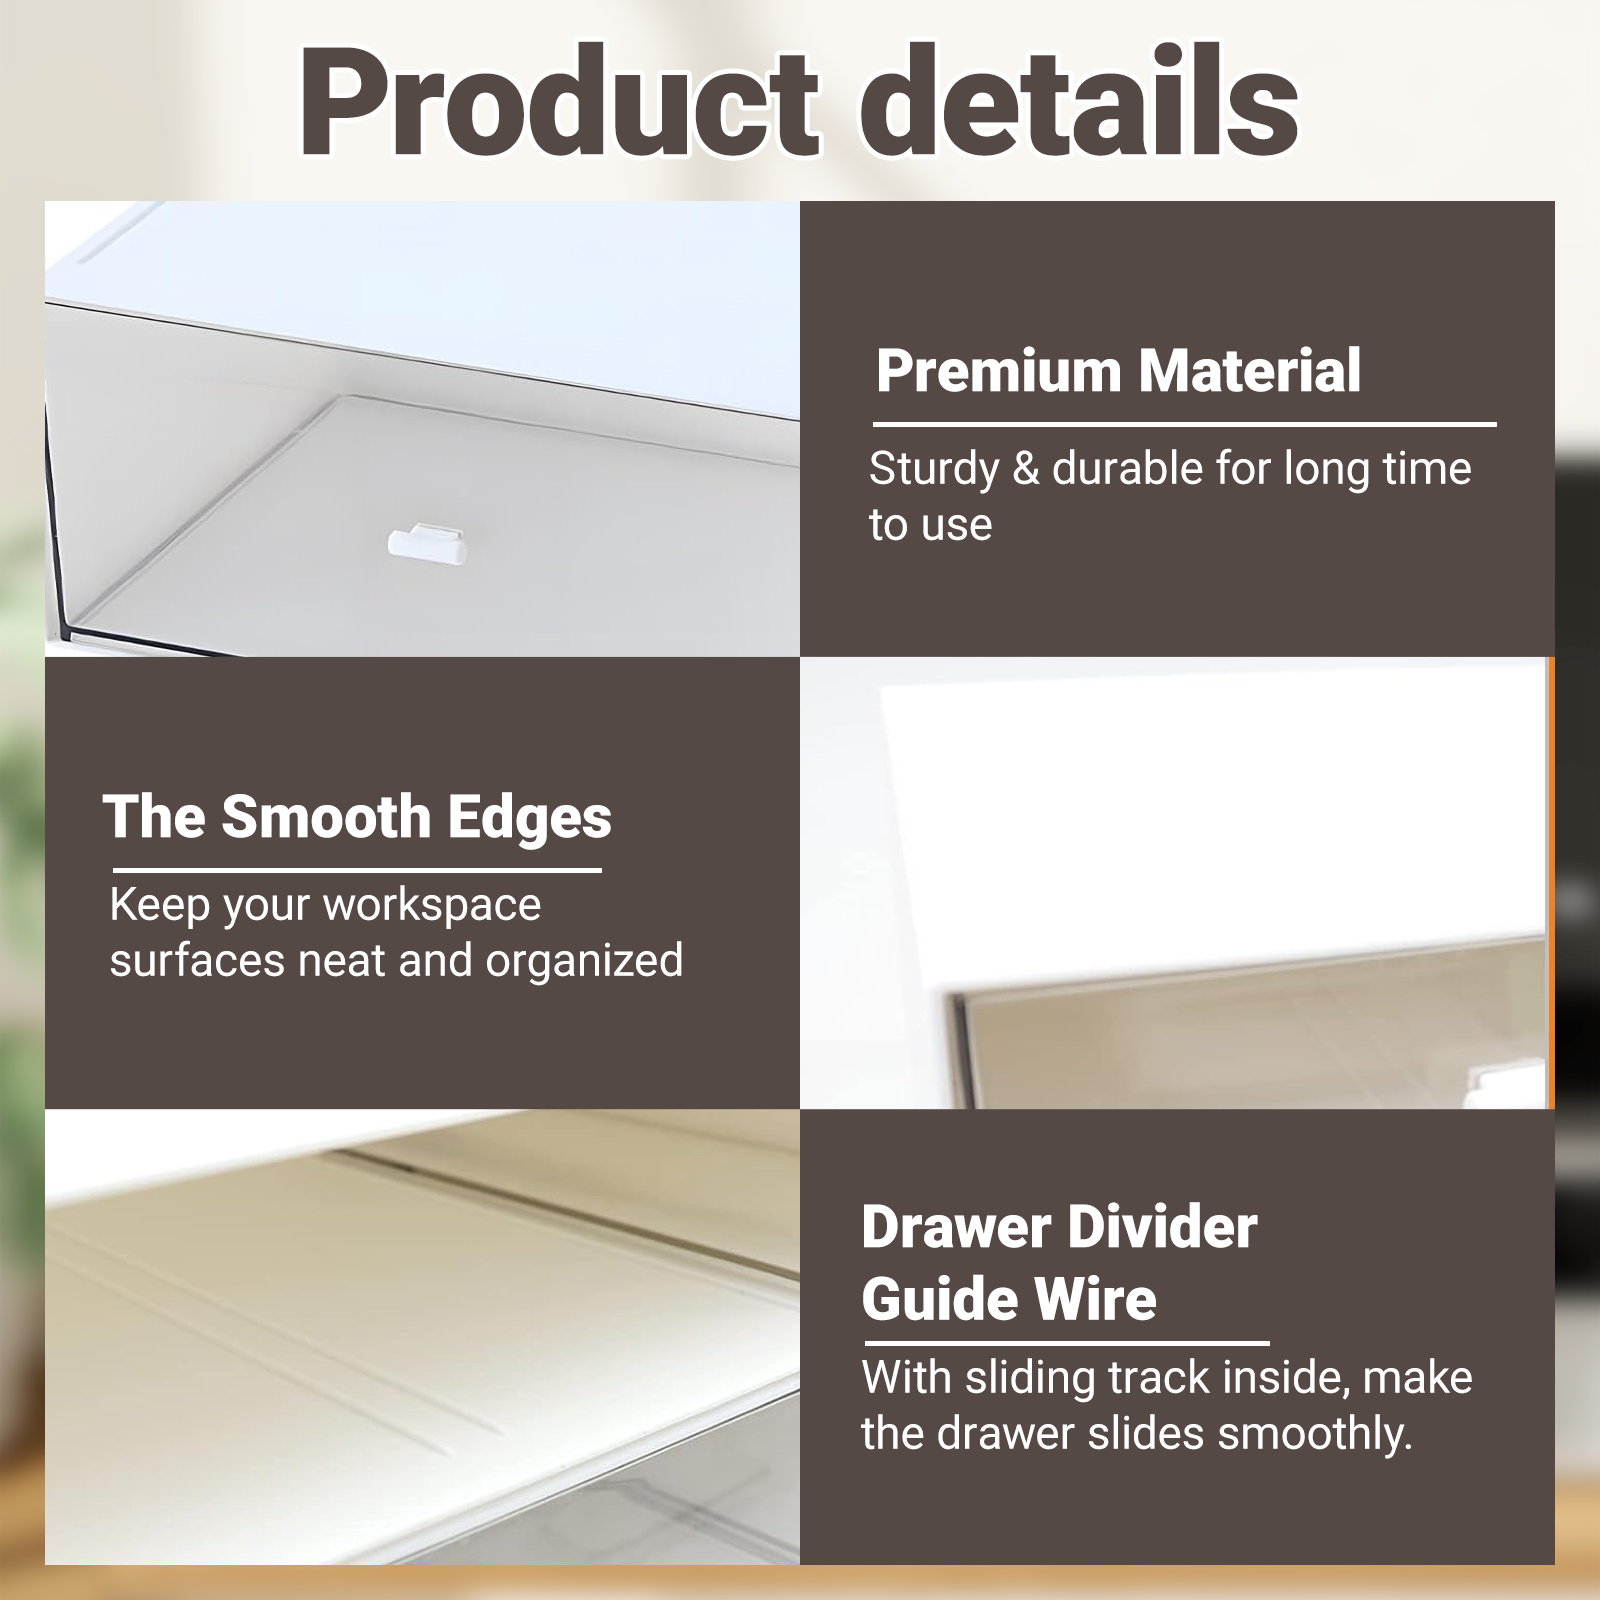 Product details
Premium Material
Sturdy & durable for long time
to use
The Smooth Edges
Keep your workspace
surfaces neat and organized
Drawer Divider
Guide Wire
With sliding track inside, make
the drawer slides smoothly.